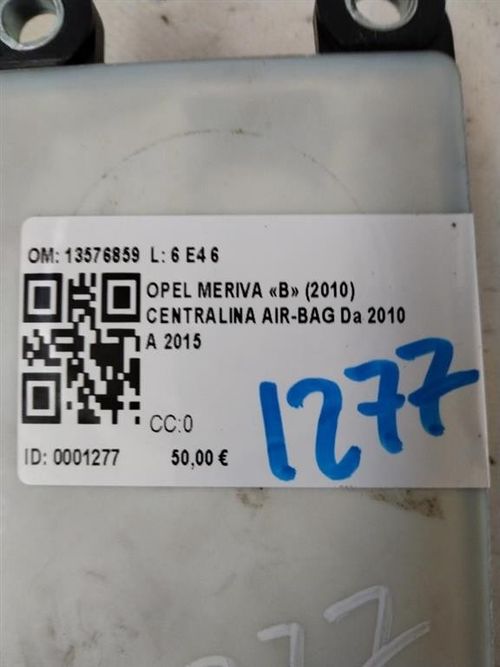 OM: 13576859 L: 6 E4 6
OPEL MERIVA «B» (2010)
CENTRALINA AIR-BAG Da 2010
A 2015
CC:0
ID: 0001277 50,00 €
1277
277